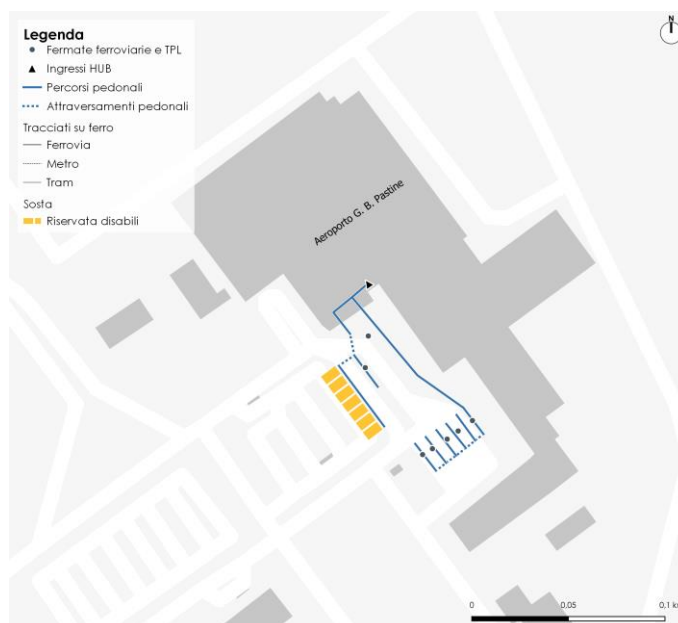 Legenda
Fermate ferroviarie e TPL
Ingressi HUB
Percorsi pedonali
Attraversamenti pedonali
Tracciati su ferro
Ferrovia
Metro
Tram
Sosta
Riservata disabili
N
Aeroporto G. B. Pastine
0 0,05 0,1 k